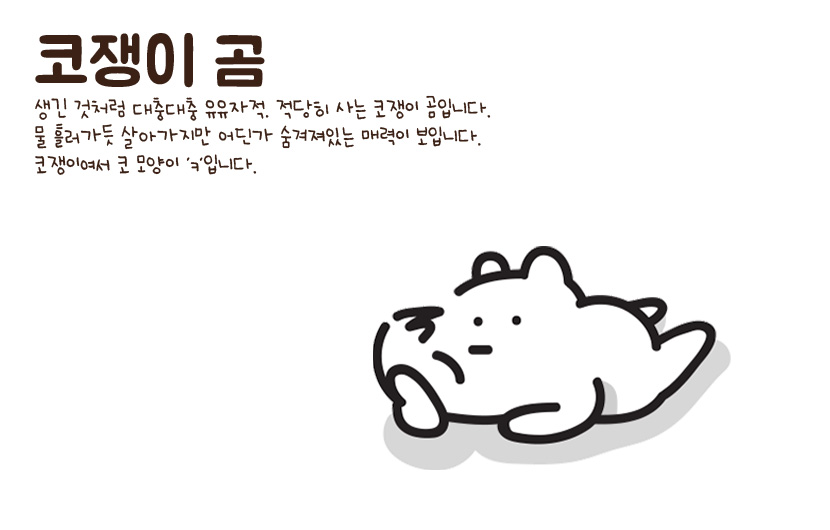 코쟁이 곰
생긴 것처럼 대충대충 유유자적. 적당히 사는 코쟁이 곰입니다.
물 흘러가듯 살아가지만 어딘가 숨겨져있는 매력이 보입니다.
코쟁이여서 코 모양이 'ㅋ'입니다.
ㅋ